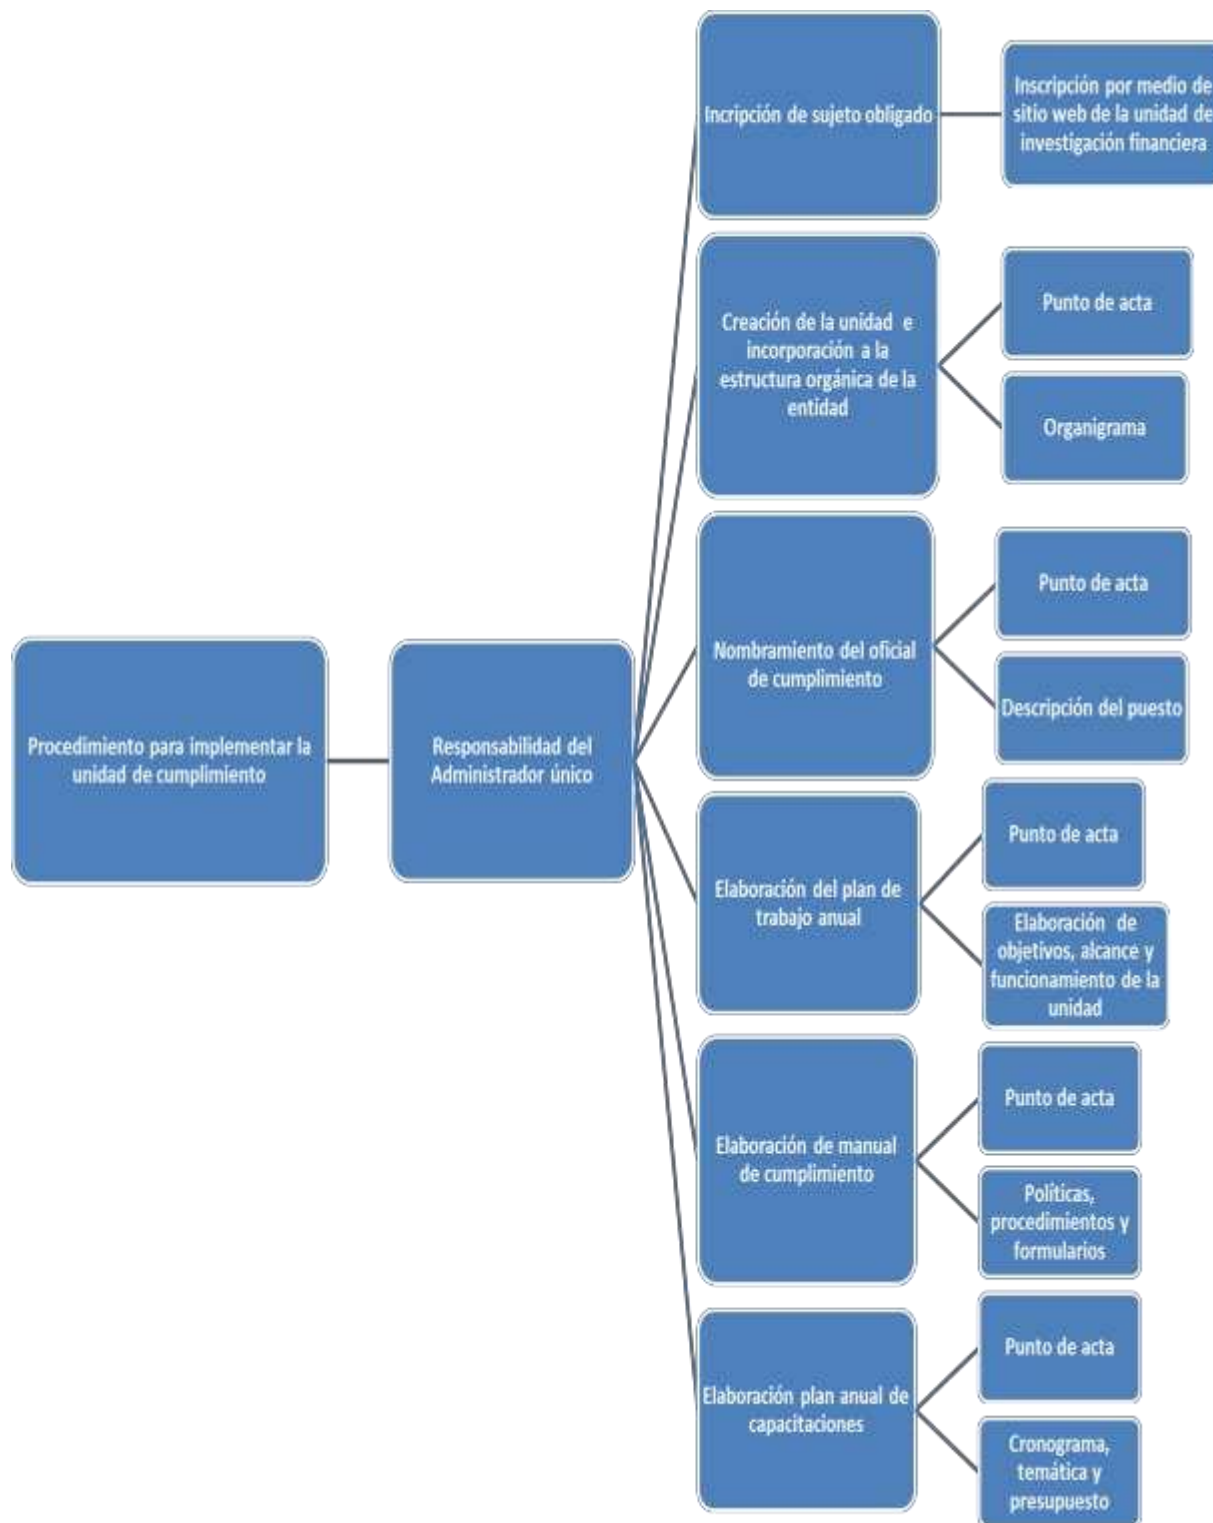 Procedimiento para implementar la
unidad de cumplimiento
Responsabilidad del
Administrador único
Incripción de sujeto obligado
Inscripción por medio de
sitio web de la unidad de
investigación financiera
Creación de la unidad e
incorporación a la
estructura orgánica de la
entidad
Punto de acta
Organigrama
Nombramiento del oficial
de cumplimiento
Punto de acta
Descripción del puesto
Elaboración del plan de
trabajo anual
Punto de acta
Elaboración de
objetivos, alcance y
funcionamiento de la
unidad
Elaboración de manual
de cumplimiento
Punto de acta
Políticas,
procedimientos y
formularios
Elaboración plan anual de
capacitaciones
Punto de acta
Cronograma,
temática y
presupuesto